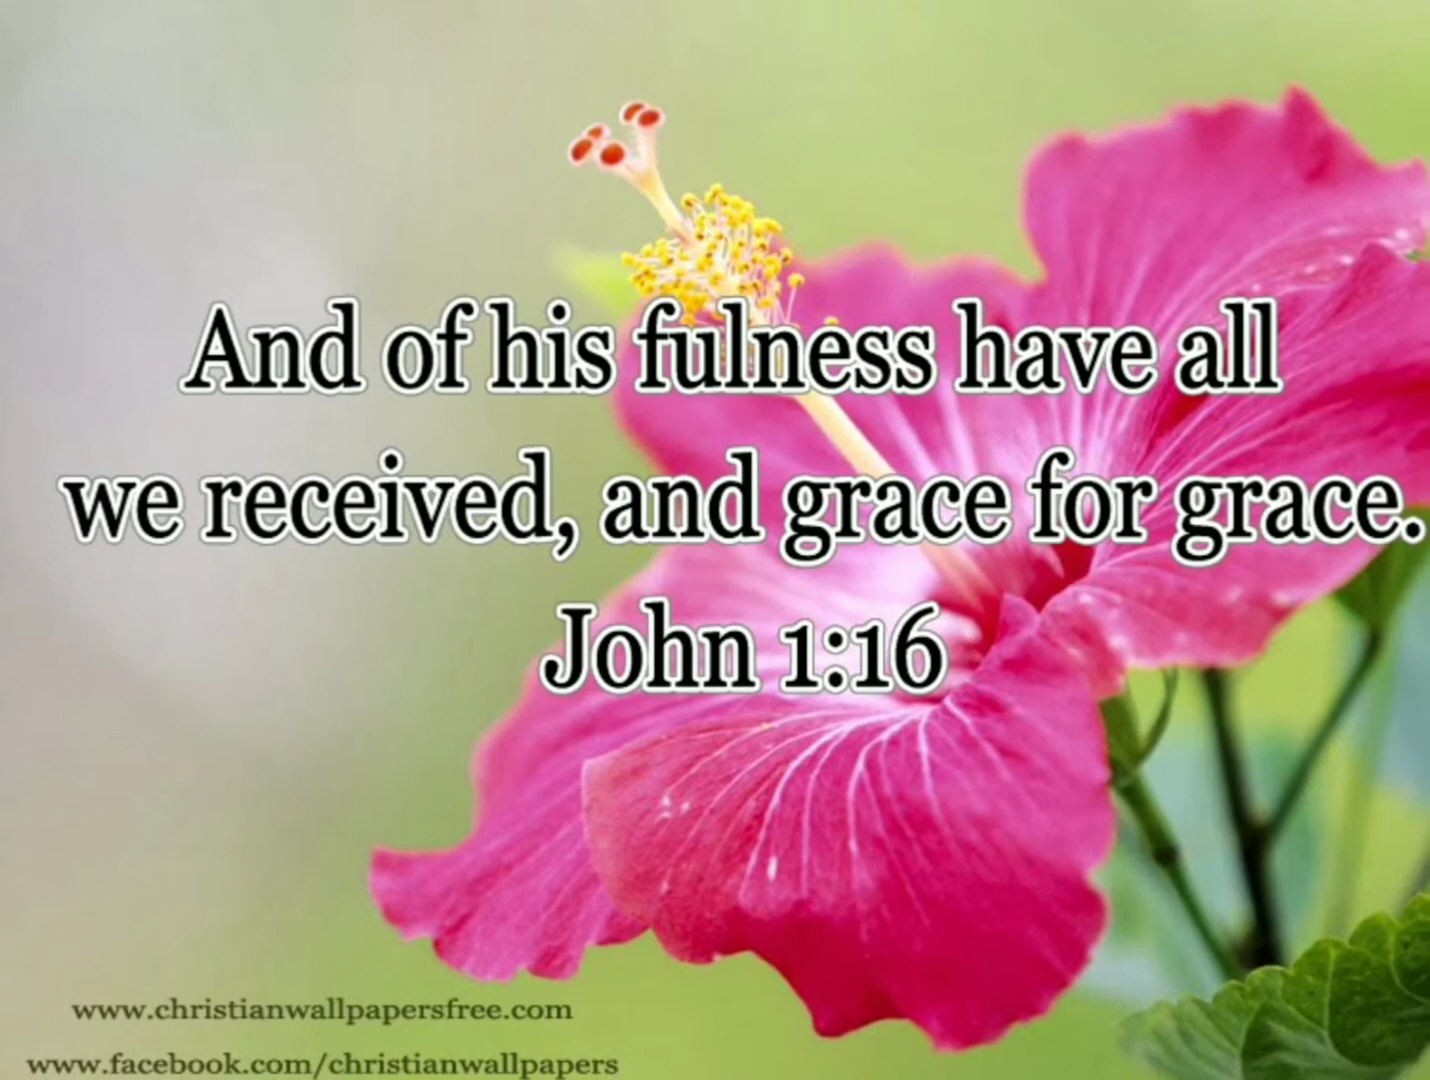 And of his fulness have all
we received, and grace for grace.
John 1:16
www.christianwallpapersfree.com
www.facebook.com/christianwallpapers